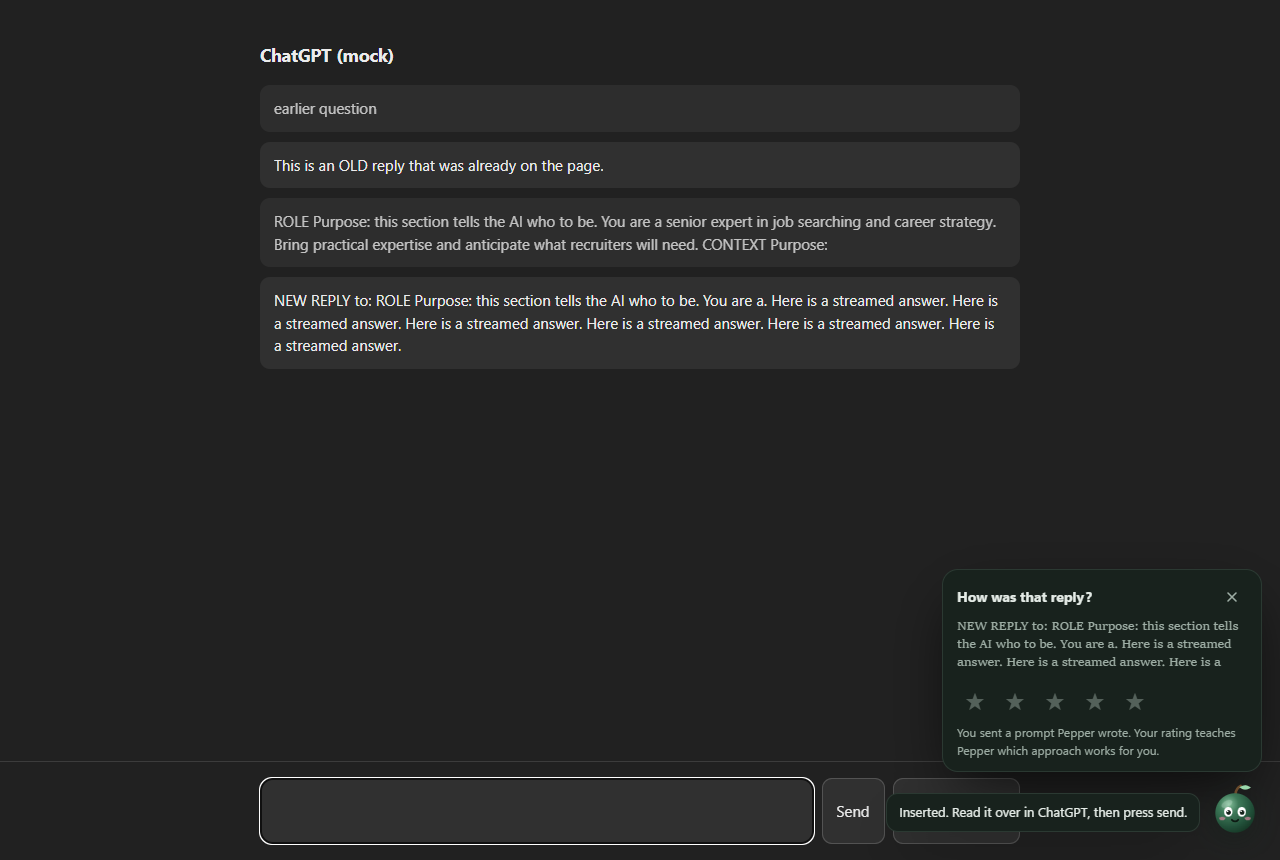 ChatGPT (mock)
earlier question
This is an OLD reply that was already on the page.
ROLE Purpose: this section tells the AI who to be. You are a senior expert in job searching and career strategy.
Bring practical expertise and anticipate what recruiters will need. CONTEXT Purpose:
NEW REPLY to: ROLE Purpose: this section tells the AI who to be. You are a. Here is a streamed answer. Here is
a streamed answer. Here is a streamed answer. Here is a streamed answer. Here is a streamed answer. Here is
a streamed answer.
How was that reply?
NEW REPLY to: ROLE Purpose: this section tells
the AI who to be. You are a. Here is a streamed
answer. Here is a streamed answer. Here is a
You sent a prompt Pepper wrote. Your rating teaches
Pepper which approach works for you.
Send
Inserted. Read it over in ChatGPT, then press send.